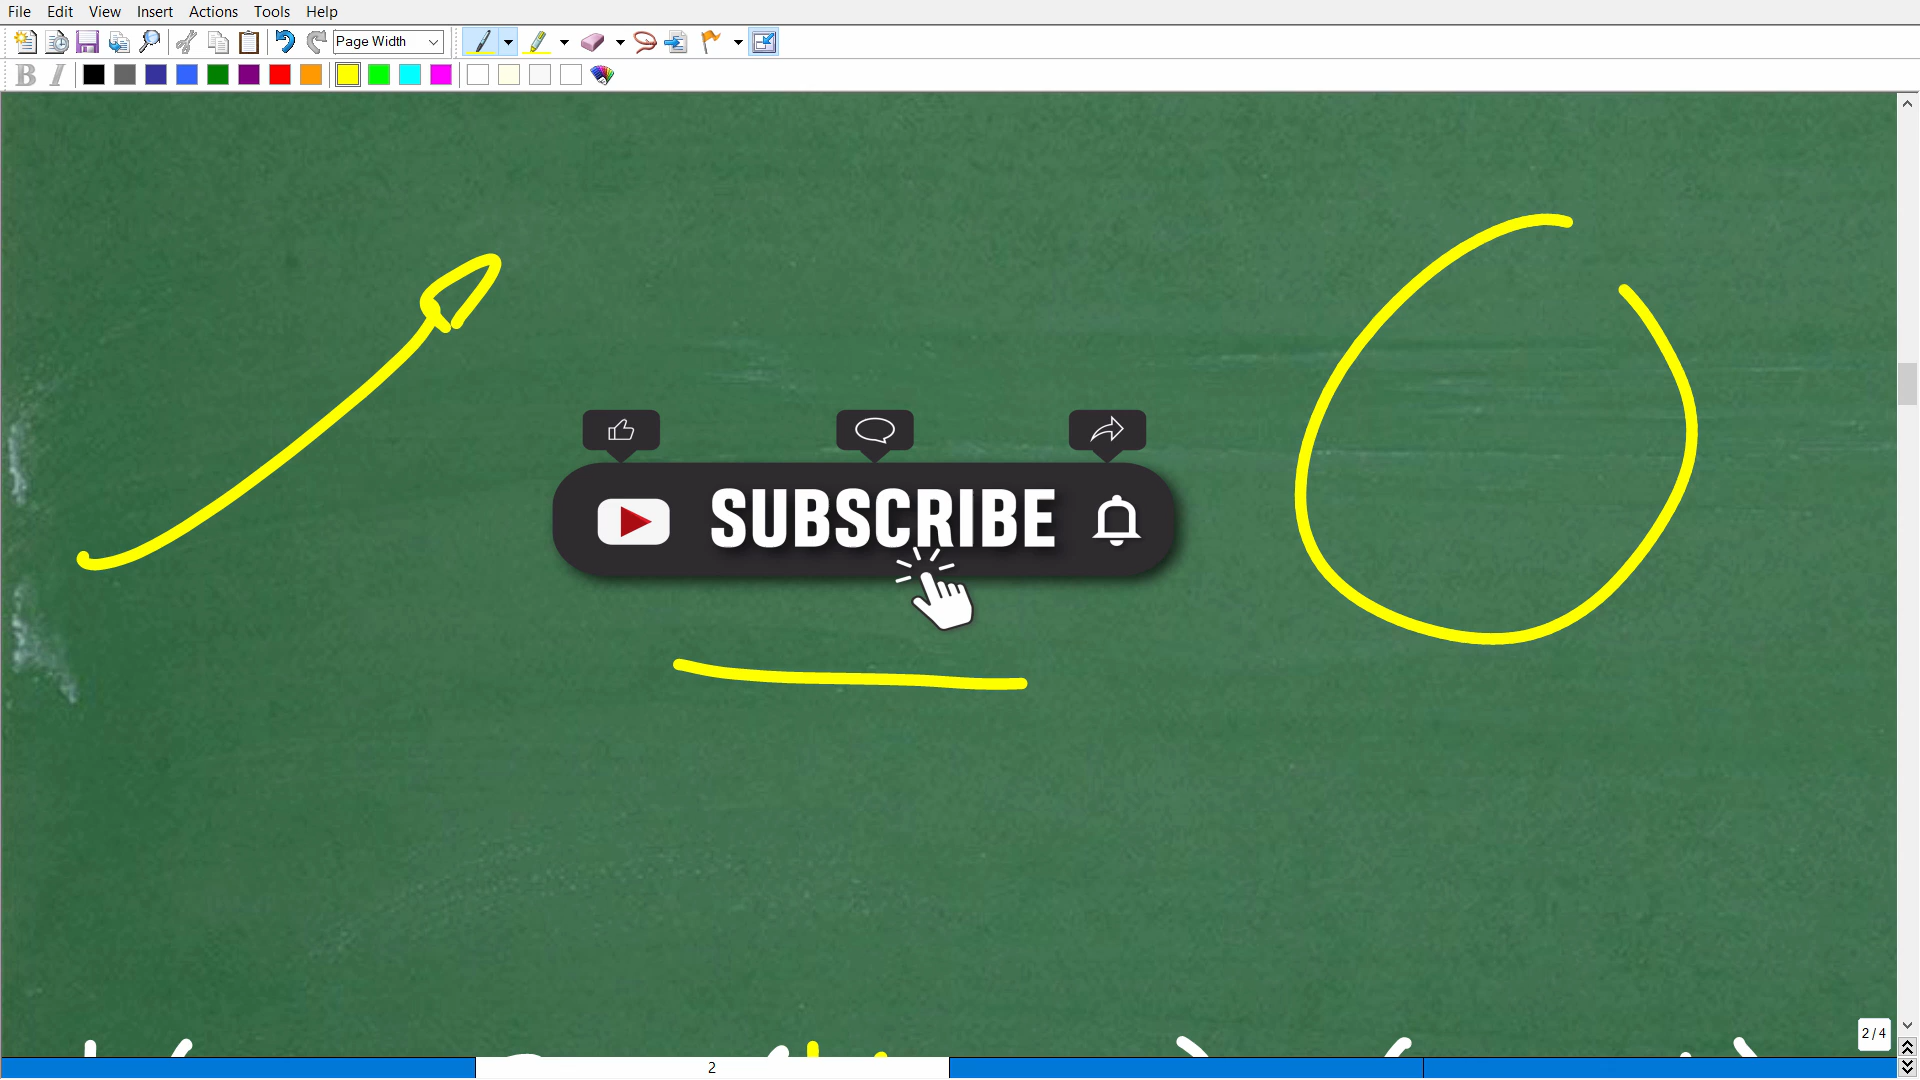 File Edit View Insert Actions Tools Help
Page Width
B I
SUBSCRIBE
2 / 4
2